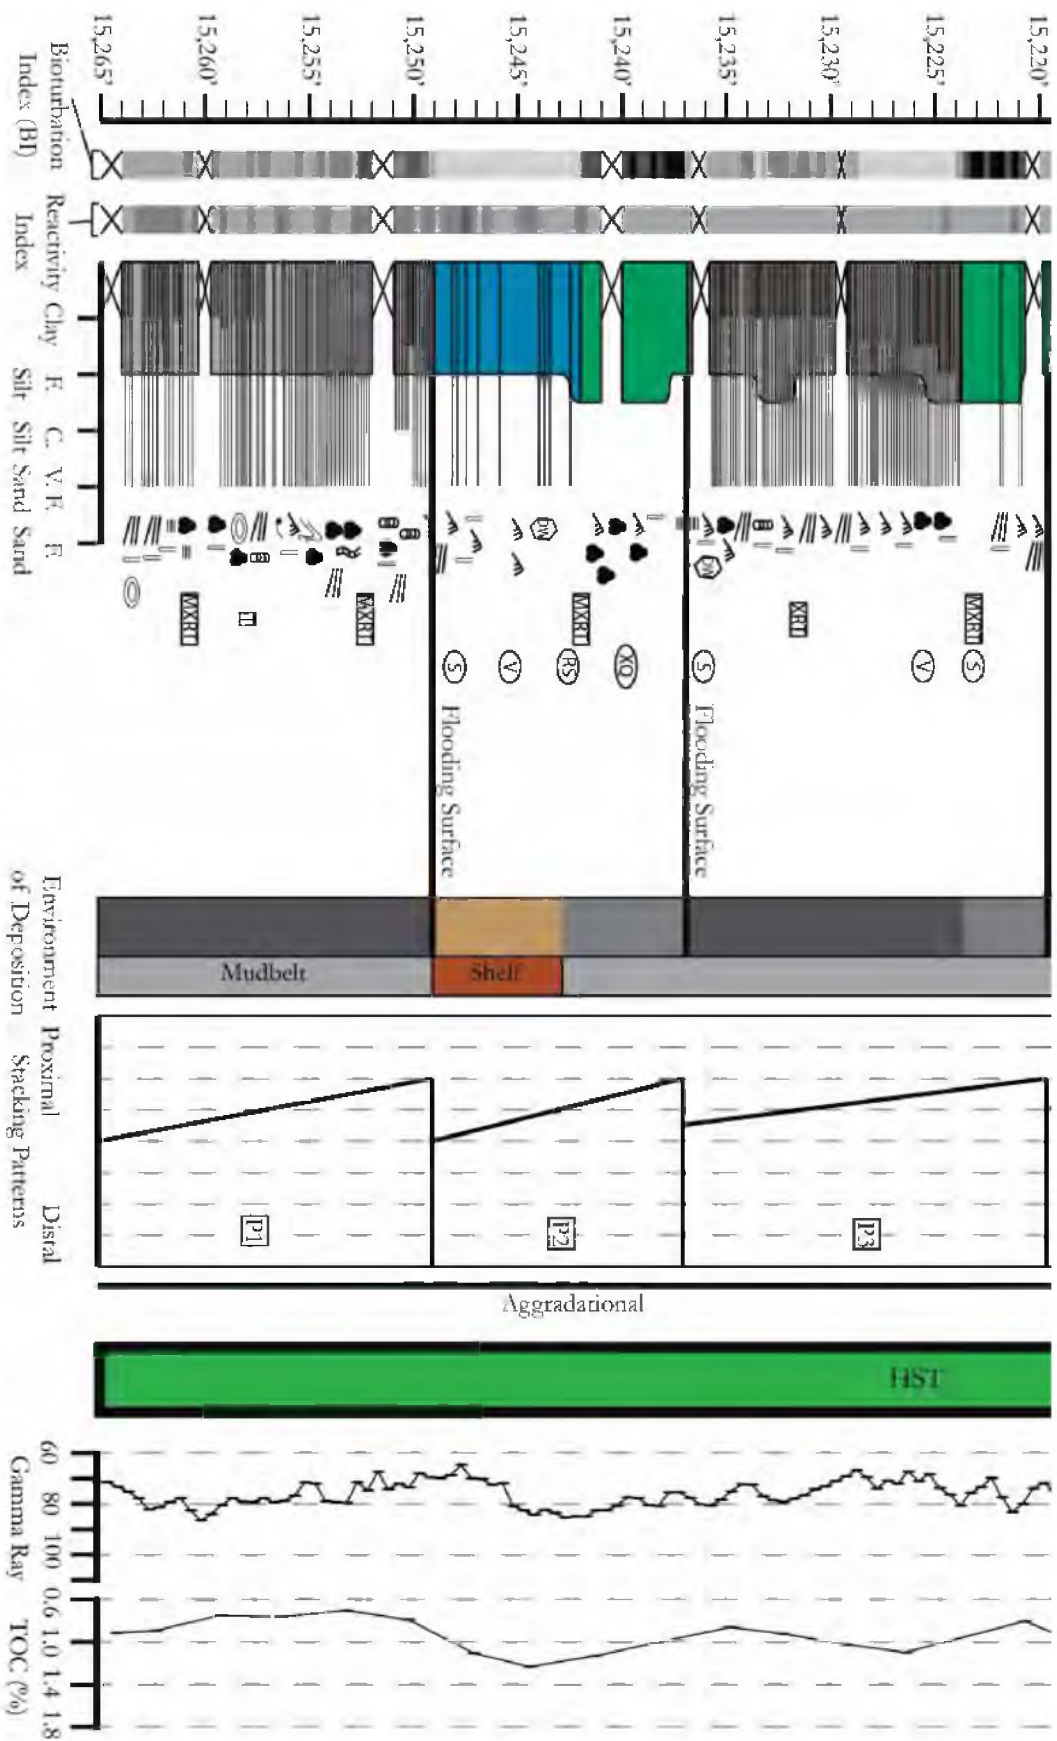 15,265'
15,260'
15,255'
15,250'
15,245'
15,240'
15,235'
15,230'
15,225'
15,220'
Bioturbation
Index (BI)
Reactivity
Index
Clay
F.
Silt
C.
Silt
V. F.
Sand
F.
Sand
DW
DW
MXRT
MXRT
MXRT
XRT
MXRT
S
V
RS
XQ
S
V
S
Flooding Surface
Flooding Surface
Environment
of Deposition
Mudbelt
Shelf
Proximal
Distal
Stacking Patterns
P1
P2
P3
Aggradational
HST
60
80
100
Gamma Ray
0.6
1.0
1.4
1.8
TOC (%)